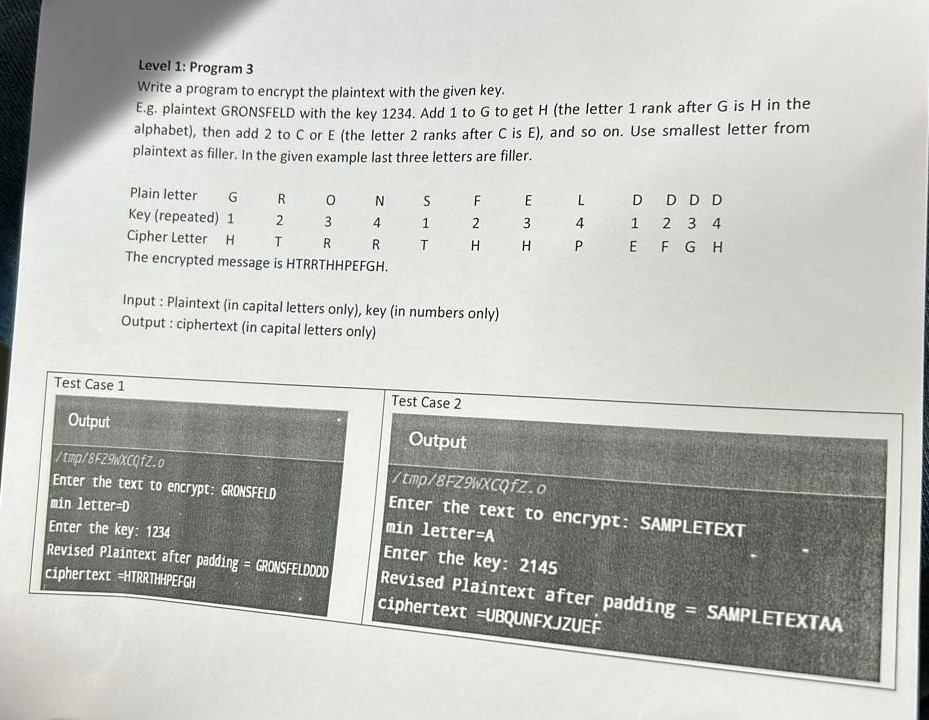 Level 1: Program 3
Write a program to encrypt the plaintext with the given key.
E.g. plaintext GRONSFELD with the key 1234. Add 1 to G to get H (the letter 1 rank after G is H in the
alphabet), then add 2 to C or E (the letter 2 ranks after C is E), and so on. Use smallest letter from
plaintext as filler. In the given example last three letters are filler.
Plain letter G R O N S F E L D D D D
Key (repeated) 1 2 3 4 1 2 3 4 1 2 3 4
Cipher Letter H T R R T H H P E F G H
The encrypted message is HTRRTHHPEFGH.
Input : Plaintext (in capital letters only), key (in numbers only)
Output : ciphertext (in capital letters only)
Test Case 1
Output
/tmp/8FZ9WXCQfZ.o
Enter the text to encrypt: GRONSFELD
min letter=D
Enter the key: 1234
Revised Plaintext after padding = GRONSFELDDDD
ciphertext =HTRRTHHPEFGH
Test Case 2
Output
/tmp/8FZ9WXCQfZ.o
Enter the text to encrypt: SAMPLETEXT
min letter=A
Enter the key: 2145
Revised Plaintext after padding = SAMPLETEXTAA
ciphertext =UBQUNFXJZUEF